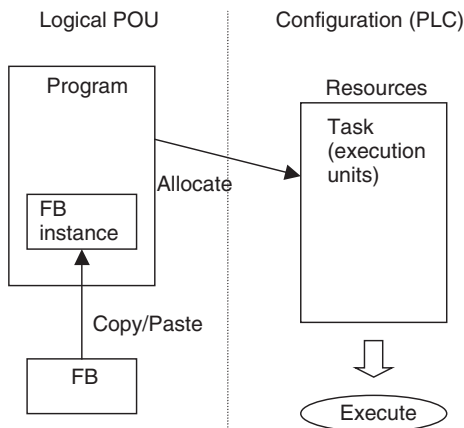 Logical POU
Configuration (PLC)
Program
Resources
Task
(execution
units)
Allocate
FB
instance
Copy/Paste
FB
Execute